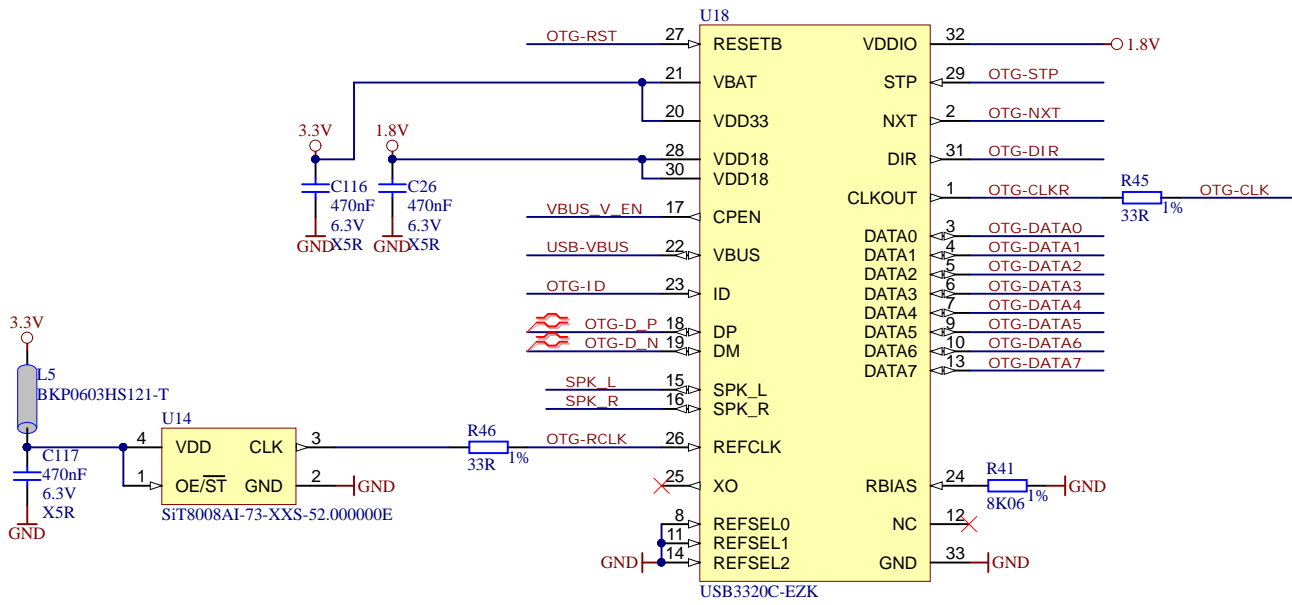 U18
OTG-RST 27 RESETB VDDIO 32 1.8V
21 VBAT STP 29 OTG-STP
20 VDD33 NXT 2 OTG-NXT
3.3V 1.8V
28 VDD18 DIR 31 OTG-DIR
30 VDD18
C116 C26
470nF 470nF
6.3V 6.3V
X5R X5R
GND GND
CLKOUT 1 OTG-CLKR R45 OTG-CLK
33R 1%
VBUS_V_EN 17 CPEN
DATA0 3 OTG-DATA0
USB-VBUS 22 VBUS DATA1 4 OTG-DATA1
DATA2 5 OTG-DATA2
OTG-ID 23 ID DATA3 6 OTG-DATA3
DATA4 7 OTG-DATA4
OTG-D_P 18 DP DATA5 9 OTG-DATA5
OTG-D_N 19 DM DATA6 10 OTG-DATA6
DATA7 13 OTG-DATA7
3.3V
L5
BKP0603HS121-T
SPK_L 15 SPK_L
SPK_R 16 SPK_R
U14
4 VDD CLK 3 R46 OTG-RCLK 26 REFCLK
33R 1%
C117
470nF
6.3V
X5R
GND
1 OE/ST GND 2 GND
25 XO RBIAS 24 R41 GND
8K06 1%
SiT8008AI-73-XXS-52.000000E
8 REFSEL0 NC 12
11 REFSEL1
GND 14 REFSEL2 GND 33 GND
USB3320C-EZK